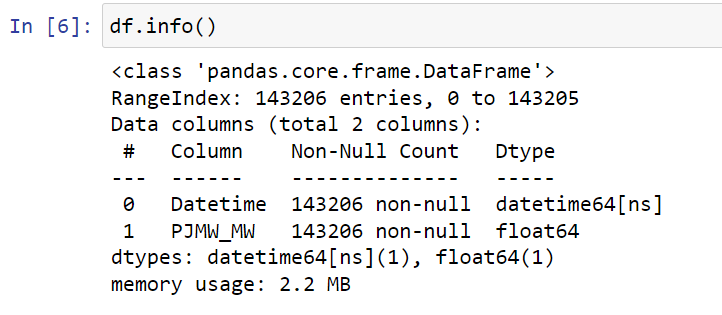 In [6]: df.info()
<class 'pandas.core.frame.DataFrame'>
RangeIndex: 143206 entries, 0 to 143205
Data columns (total 2 columns):
 #   Column    Non-Null Count   Dtype
---  ------    --------------   -----
 0   Datetime  143206 non-null  datetime64[ns]
 1   PJMW_MW   143206 non-null  float64
dtypes: datetime64[ns](1), float64(1)
memory usage: 2.2 MB